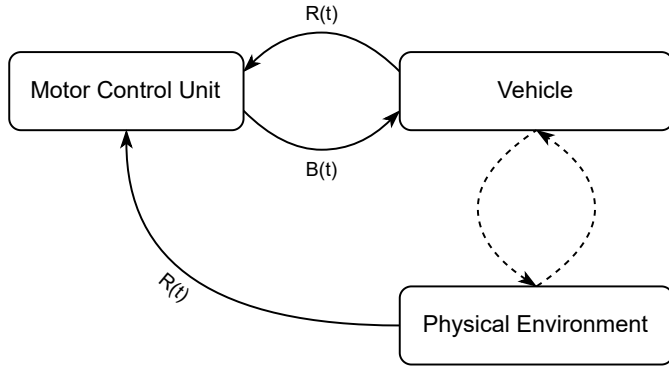 R(t)
Motor Control Unit
Vehicle
B(t)
R(t)
Physical Environment